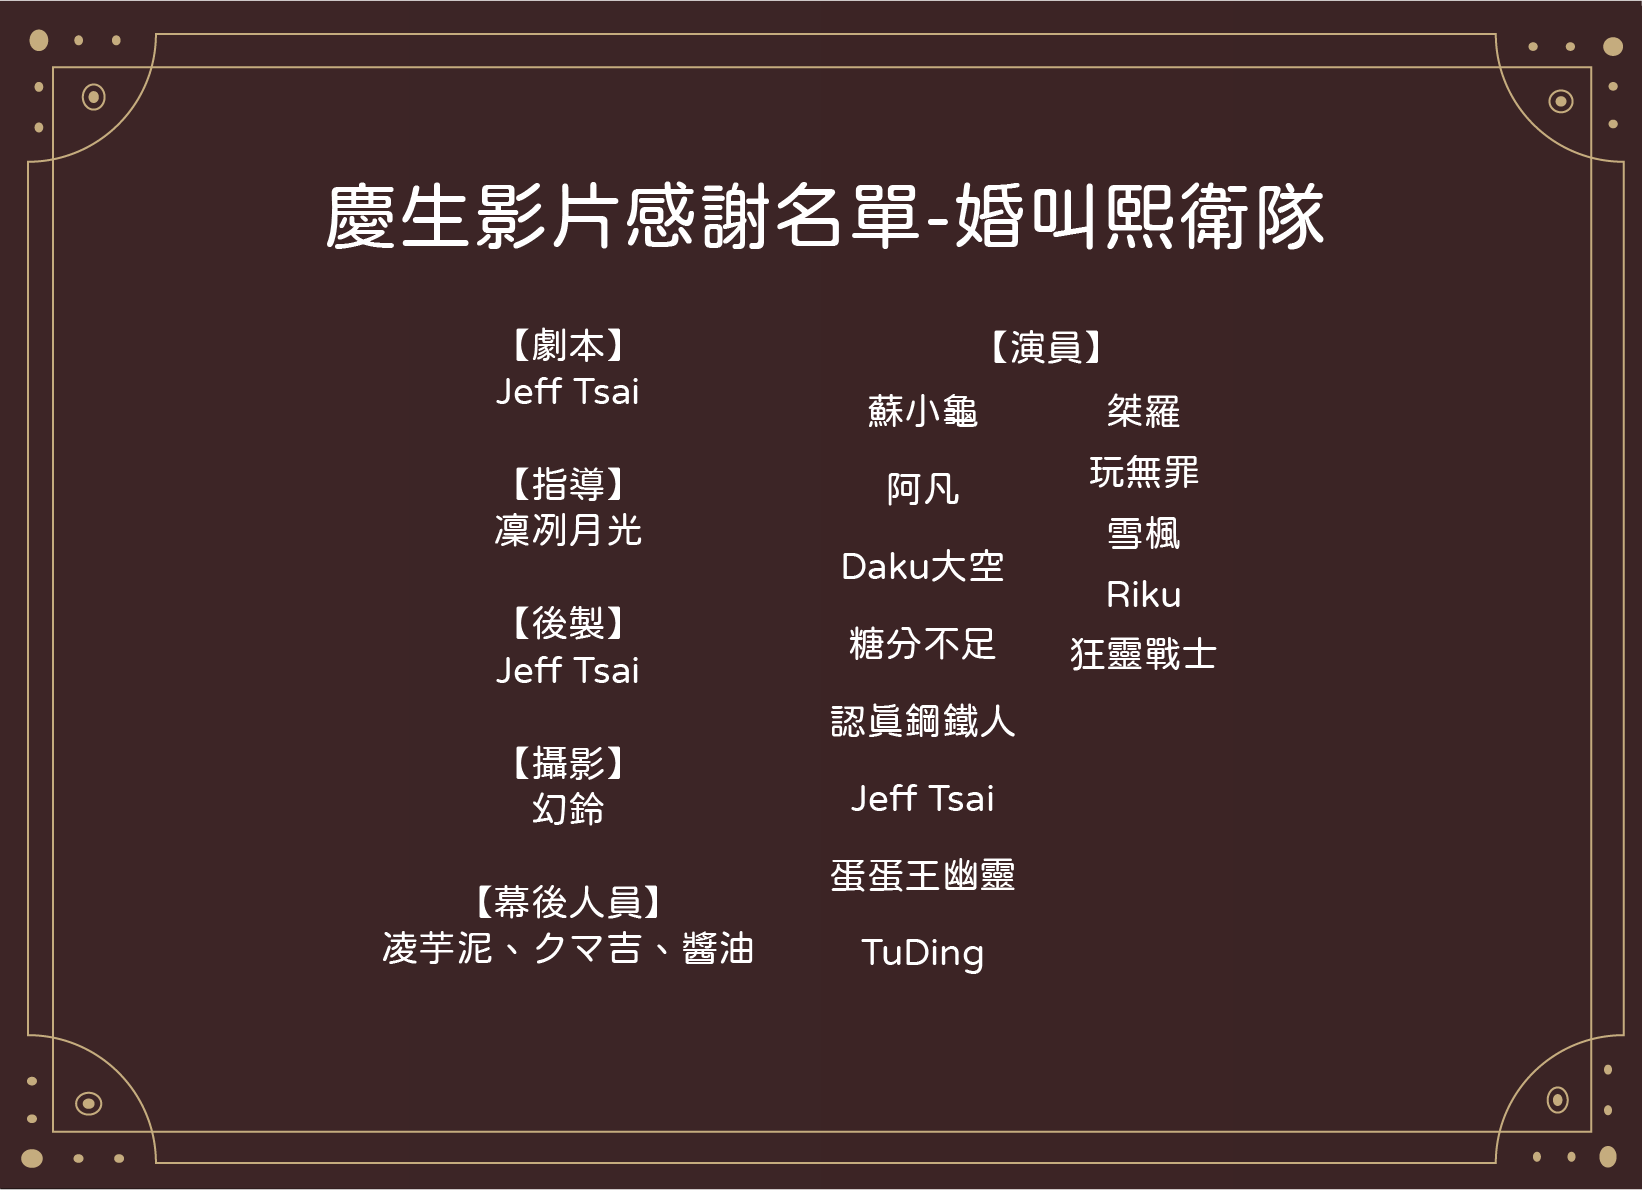 慶生影片感謝名單-婚叫熙衛隊
【劇本】
Jeff Tsai
【指導】
凜冽月光
【後製】
Jeff Tsai
【攝影】
幻鈴
【幕後人員】
凌芋泥、クマ吉、醬油
【演員】
蘇小龜
阿凡
Daku大空
糖分不足
認真鋼鐵人
Jeff Tsai
蛋蛋王幽靈
TuDing
桀羅
玩無罪
雪楓
Riku
狂靈戰士